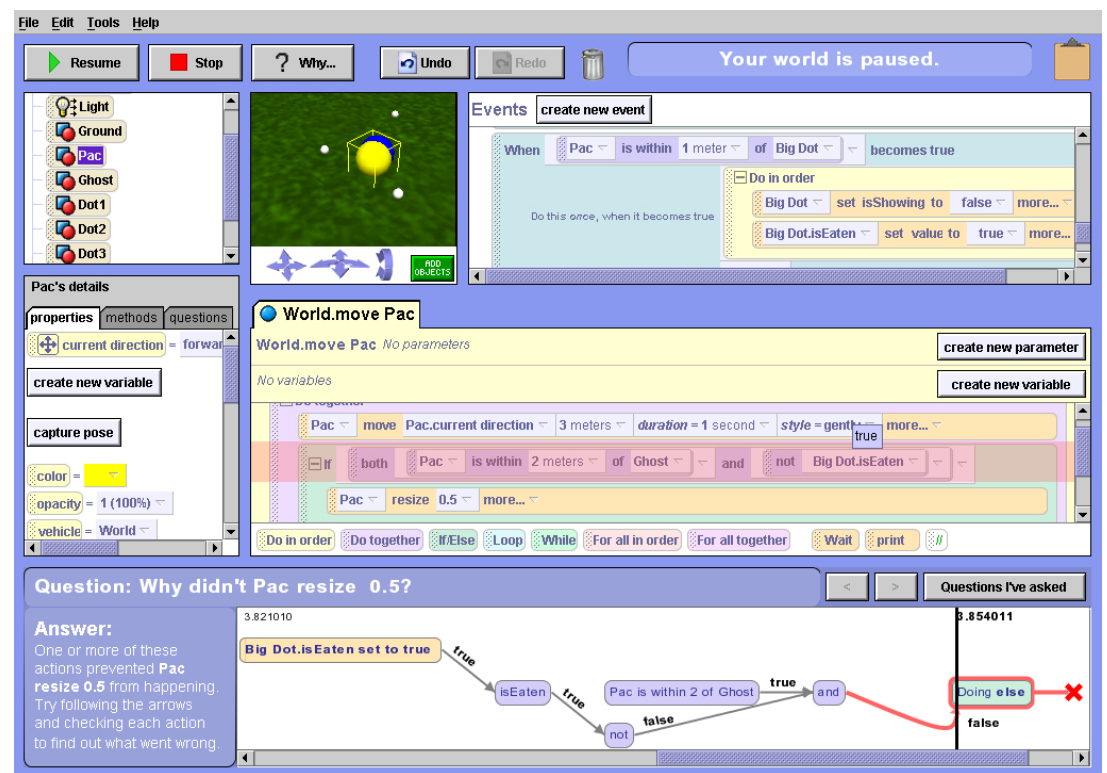 File Edit Tools Help
Resume Stop ? Why... Undo Redo Your world is paused.
Light
Ground
Pac
Ghost
Dot1
Dot2
Dot3
ADD OBJECTS
Events create new event
When Pac is within 1 meter of Big Dot becomes true
Do this once, when it becomes true
Do in order
Big Dot set isShowing to false more...
Big Dot.isEaten set value to true more...
Pac's details
properties methods questions
current direction = forwar
create new variable
capture pose
color =
opacity = 1 (100%)
vehicle = World
World.move Pac
World.move Pac No parameters create new parameter
No variables create new variable
Do together
Pac move Pac.current direction 3 meters duration = 1 second style = gently more...
true
If both Pac is within 2 meters of Ghost and not Big Dot.isEaten
Pac resize 0.5 more...
Do in order Do together If/Else Loop While For all in order For all together Wait print //
Question: Why didn't Pac resize 0.5? < > Questions I've asked
Answer:
One or more of these
actions prevented Pac
resize 0.5 from happening.
Try following the arrows
and checking each action
to find out what went wrong.
3.821010 3.854011
Big Dot.isEaten set to true true
isEaten true Pac is within 2 of Ghost true and Doing else
not false false